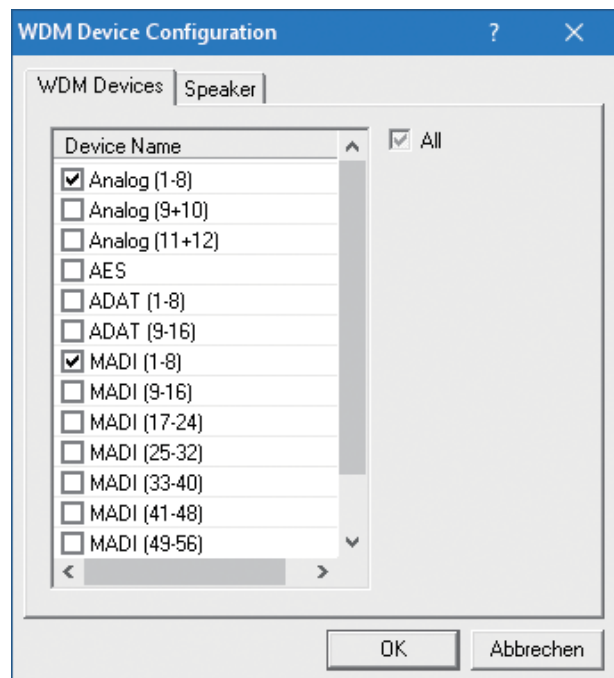 WDM Device Configuration ? ×
WDM Devices Speaker
Device Name
All
Analog (1-8)
Analog (9+10)
Analog (11+12)
AES
ADAT (1-8)
ADAT (9-16)
MADI (1-8)
MADI (9-16)
MADI (17-24)
MADI (25-32)
MADI (33-40)
MADI (41-48)
MADI (49-56)
OK Abbrechen